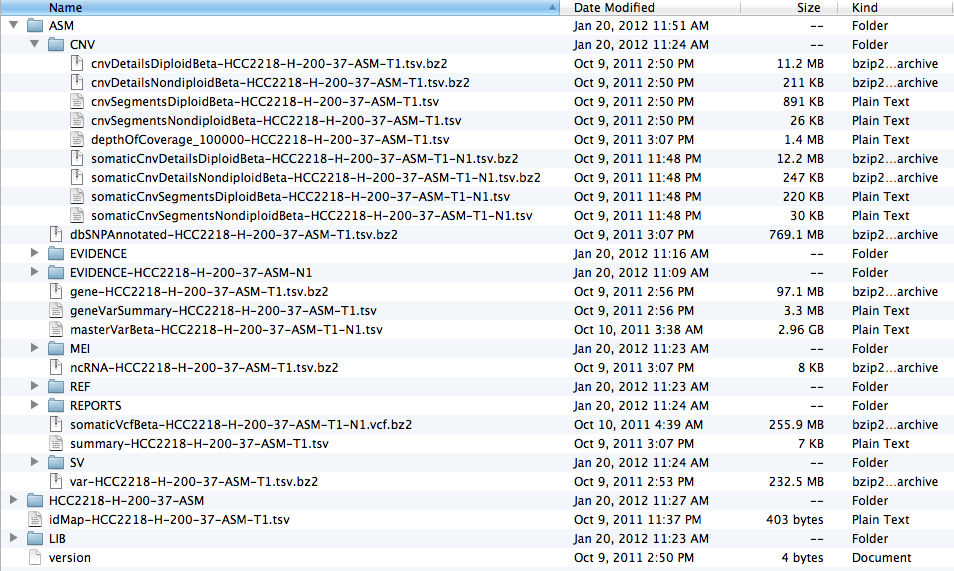 Name Date Modified Size Kind
ASM Jan 20, 2012 11:51 AM -- Folder
CNV Jan 20, 2012 11:24 AM -- Folder
cnvDetailsDiploidBeta-HCC2218-H-200-37-ASM-T1.tsv.bz2 Oct 9, 2011 2:50 PM 11.2 MB bzip2...archive
cnvDetailsNondiploidBeta-HCC2218-H-200-37-ASM-T1.tsv.bz2 Oct 9, 2011 2:50 PM 211 KB bzip2...archive
cnvSegmentsDiploidBeta-HCC2218-H-200-37-ASM-T1.tsv Oct 9, 2011 2:50 PM 891 KB Plain Text
cnvSegmentsNondiploidBeta-HCC2218-H-200-37-ASM-T1.tsv Oct 9, 2011 2:50 PM 26 KB Plain Text
depthOfCoverage_100000-HCC2218-H-200-37-ASM-T1.tsv Oct 9, 2011 3:07 PM 1.4 MB Plain Text
somaticCnvDetailsDiploidBeta-HCC2218-H-200-37-ASM-T1-N1.tsv.bz2 Oct 9, 2011 11:48 PM 12.2 MB bzip2...archive
somaticCnvDetailsNondiploidBeta-HCC2218-H-200-37-ASM-T1-N1.tsv.bz2 Oct 9, 2011 11:48 PM 247 KB bzip2...archive
somaticCnvSegmentsDiploidBeta-HCC2218-H-200-37-ASM-T1-N1.tsv Oct 9, 2011 11:48 PM 220 KB Plain Text
somaticCnvSegmentsNondiploidBeta-HCC2218-H-200-37-ASM-T1-N1.tsv Oct 9, 2011 11:48 PM 30 KB Plain Text
dbSNPAnnotated-HCC2218-H-200-37-ASM-T1.tsv.bz2 Oct 9, 2011 3:07 PM 769.1 MB bzip2...archive
EVIDENCE Jan 20, 2012 11:16 AM -- Folder
EVIDENCE-HCC2218-H-200-37-ASM-N1 Jan 20, 2012 11:09 AM -- Folder
gene-HCC2218-H-200-37-ASM-T1.tsv.bz2 Oct 9, 2011 2:56 PM 97.1 MB bzip2...archive
geneVarSummary-HCC2218-H-200-37-ASM-T1.tsv Oct 9, 2011 2:56 PM 3.3 MB Plain Text
masterVarBeta-HCC2218-H-200-37-ASM-T1-N1.tsv Oct 10, 2011 3:38 AM 2.96 GB Plain Text
MEI Jan 20, 2012 11:23 AM -- Folder
ncRNA-HCC2218-H-200-37-ASM-T1.tsv.bz2 Oct 9, 2011 3:07 PM 8 KB bzip2...archive
REF Jan 20, 2012 11:23 AM -- Folder
REPORTS Jan 20, 2012 11:24 AM -- Folder
somaticVcfBeta-HCC2218-H-200-37-ASM-T1-N1.vcf.bz2 Oct 10, 2011 4:39 AM 255.9 MB bzip2...archive
summary-HCC2218-H-200-37-ASM-T1.tsv Oct 9, 2011 3:07 PM 7 KB Plain Text
SV Jan 20, 2012 11:24 AM -- Folder
var-HCC2218-H-200-37-ASM-T1.tsv.bz2 Oct 9, 2011 2:53 PM 232.5 MB bzip2...archive
HCC2218-H-200-37-ASM Jan 20, 2012 11:27 AM -- Folder
idMap-HCC2218-H-200-37-ASM-T1.tsv Oct 9, 2011 11:37 PM 403 bytes Plain Text
LIB Jan 20, 2012 11:23 AM -- Folder
version Oct 9, 2011 2:50 PM 4 bytes Document